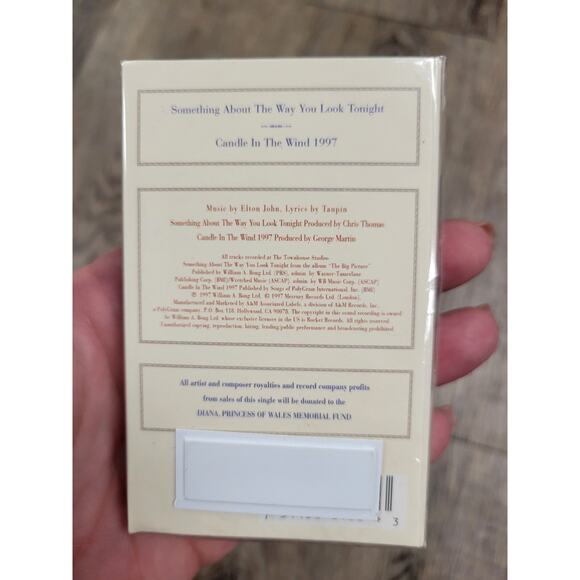 Something About The Way You Look Tonight
Candle In The Wind 1997
Music by Elton John, Lyrics by Taupin
Something About The Way You Look Tonight Produced by Chris Thomas
Candle In The Wind 1997 Produced by George Martin
All tracks recorded at The Townhouse Studios
Something About The Way You Look Tonight from the album "The Big Picture"
Published by William A. Bong Ltd. (PRS), admin. by Warner-Tamerlane
Publishing Corp. (BMI)/Wretched Music (ASCAP), admin. by WB Music Corp. (ASCAP)
Candle In The Wind 1997 Published by Songs of PolyGram International, Inc. (BMI)
℗ 1997 William A. Bong Ltd. © 1997 Mercury Records Ltd. (London).
Manufactured and Marketed by A&M Associated Labels, a division of A&M Records, Inc.,
a PolyGram company, P.O. Box 118, Hollywood, CA 90078. The copyright in this sound recording is owned
by William A. Bong Ltd. whose exclusive licensee in the US is Rocket Records. All rights reserved
Unauthorized copying, reproduction, hiring, lending, public performance and broadcasting prohibited.
All artist and composer royalties and record company profits
from sales of this single will be donated to the
DIANA, PRINCESS OF WALES MEMORIAL FUND
3